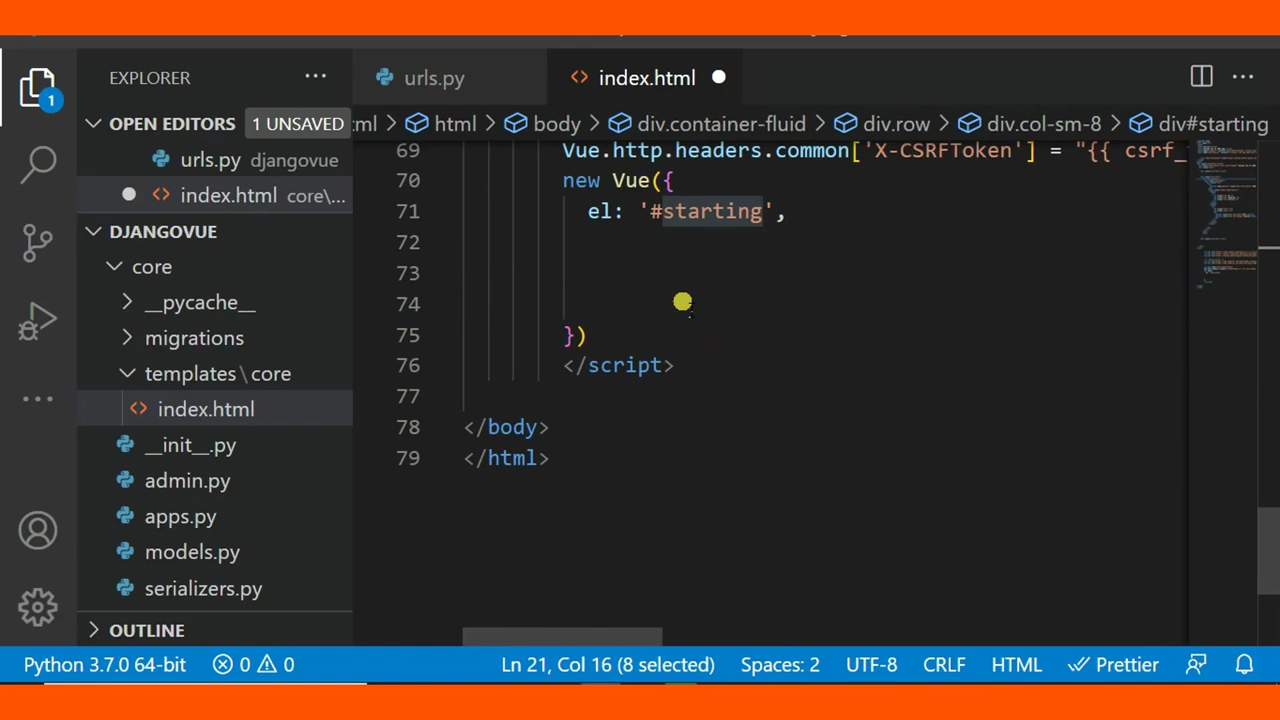 EXPLORER
OPEN EDITORS 1 UNSAVED
urls.py djangovue
index.html core\...
DJANGOVUE
core
__pycache__
migrations
templates\core
index.html
__init__.py
admin.py
apps.py
models.py
serializers.py
OUTLINE
1
urls.py
index.html
html body div.container-fluid div.row div.col-sm-8 div#starting
69 Vue.http.headers.common['X-CSRFToken'] = "{{ csrf_
70 new Vue({
71 el: '#starting',
72
73
74
75 })
76 </script>
77
78 </body>
79 </html>
Python 3.7.0 64-bit 0 0 Ln 21, Col 16 (8 selected) Spaces: 2 UTF-8 CRLF HTML Prettier